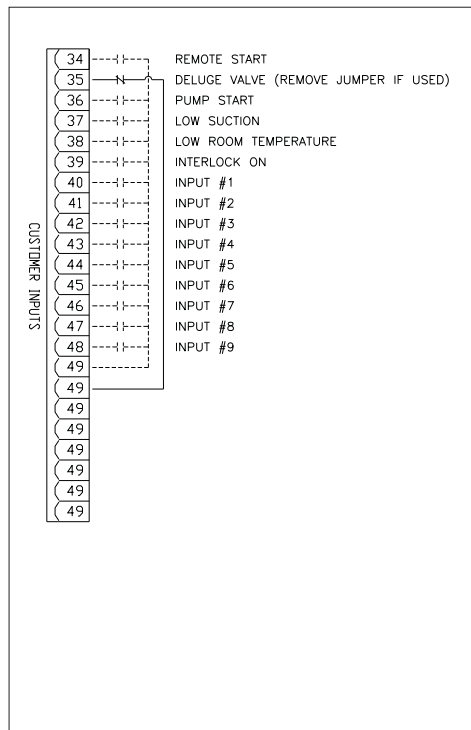 CUSTOMER INPUTS
34 REMOTE START
35 DELUGE VALVE (REMOVE JUMPER IF USED)
36 PUMP START
37 LOW SUCTION
38 LOW ROOM TEMPERATURE
39 INTERLOCK ON
40 INPUT #1
41 INPUT #2
42 INPUT #3
43 INPUT #4
44 INPUT #5
45 INPUT #6
46 INPUT #7
47 INPUT #8
48 INPUT #9
49
49
49
49
49
49
49
49